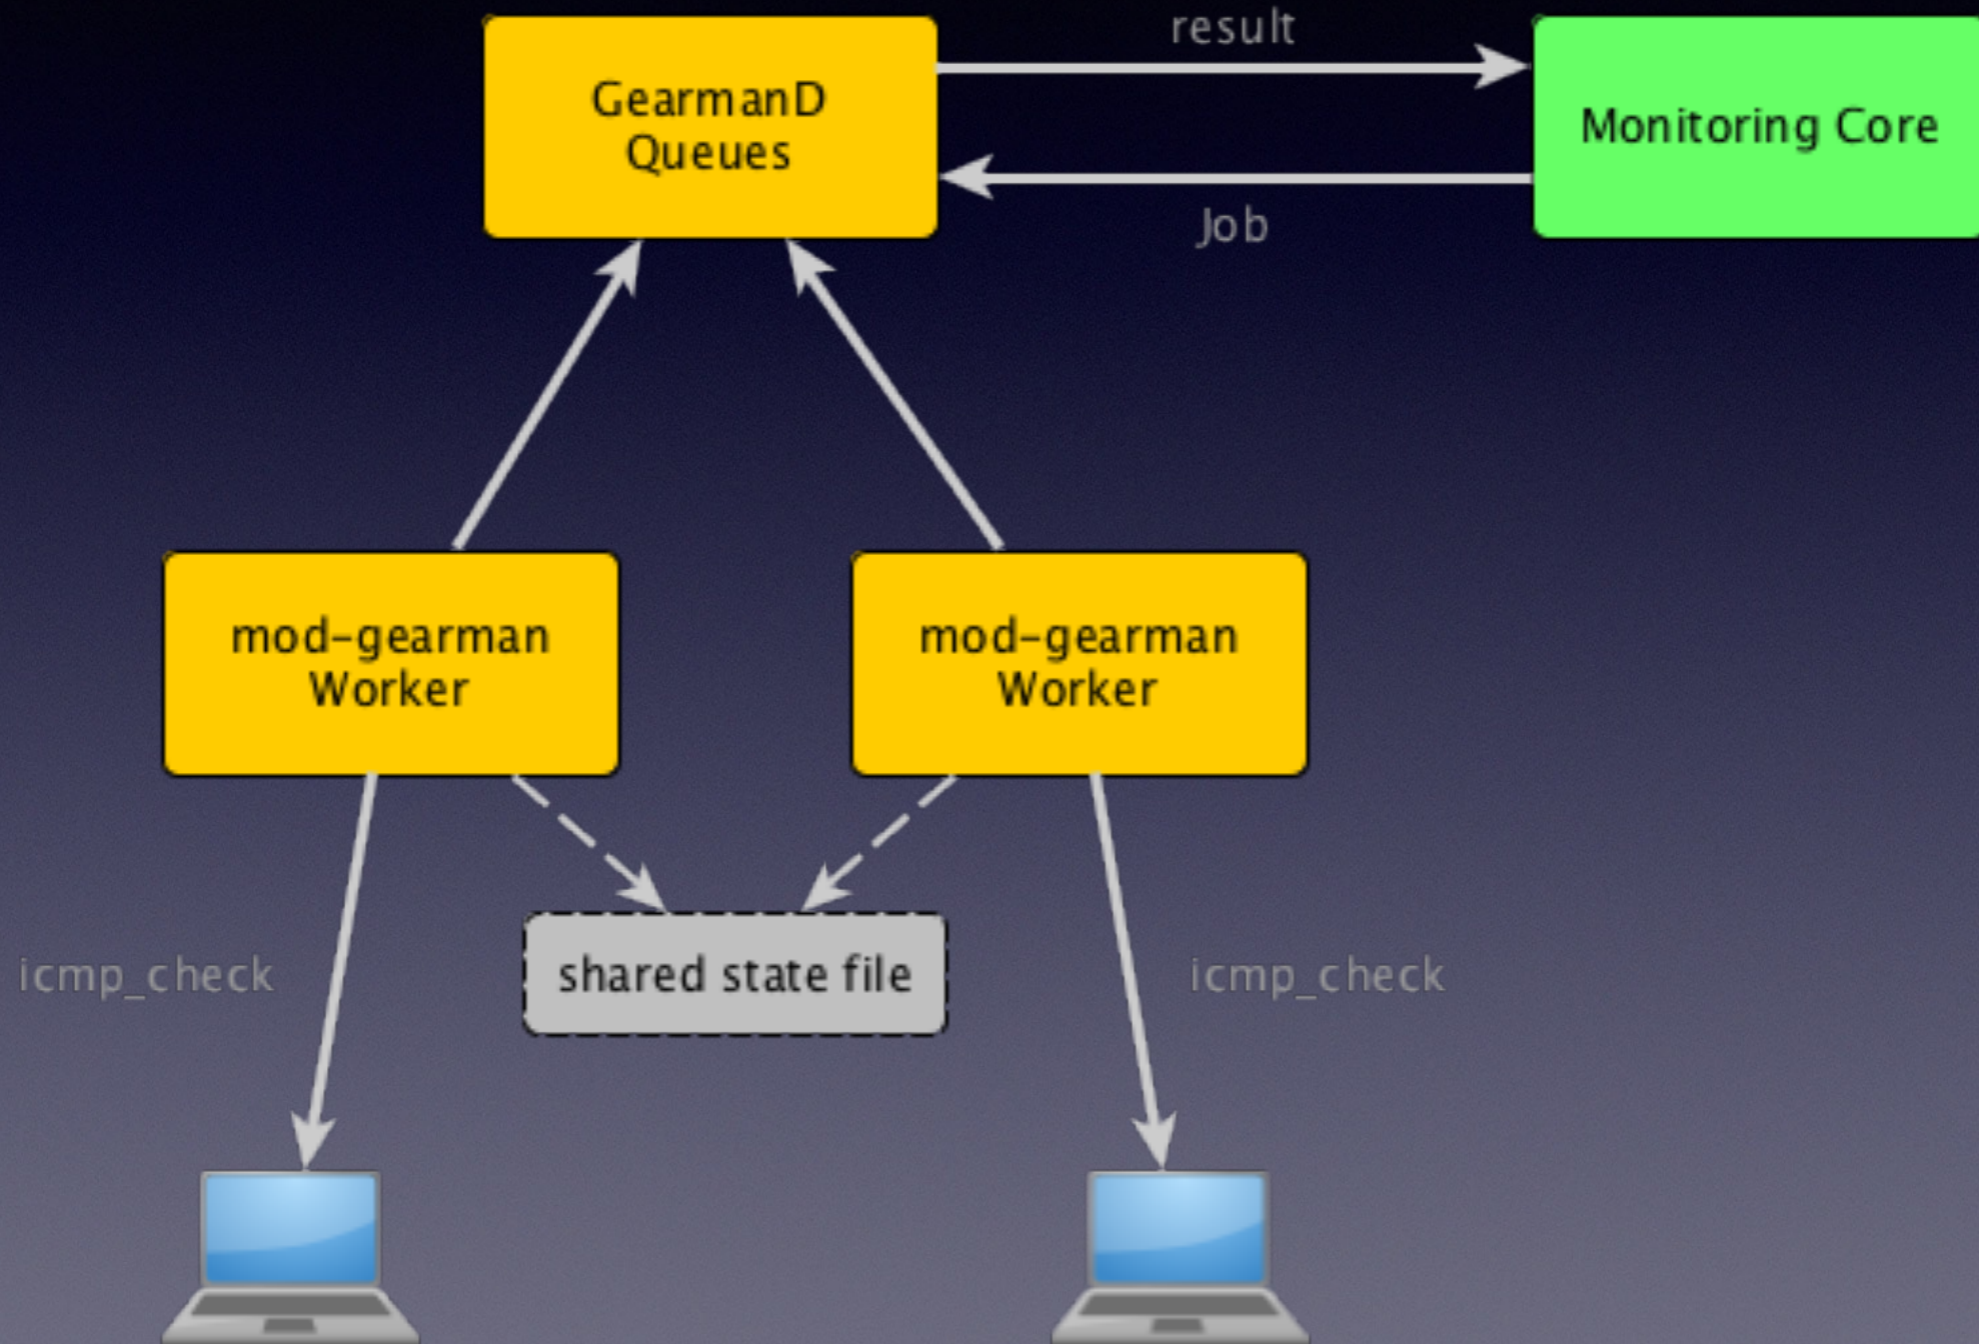 result
GearmanD
Queues
Monitoring Core
Job
mod-gearman
Worker
mod-gearman
Worker
shared state file
icmp_check
icmp_check